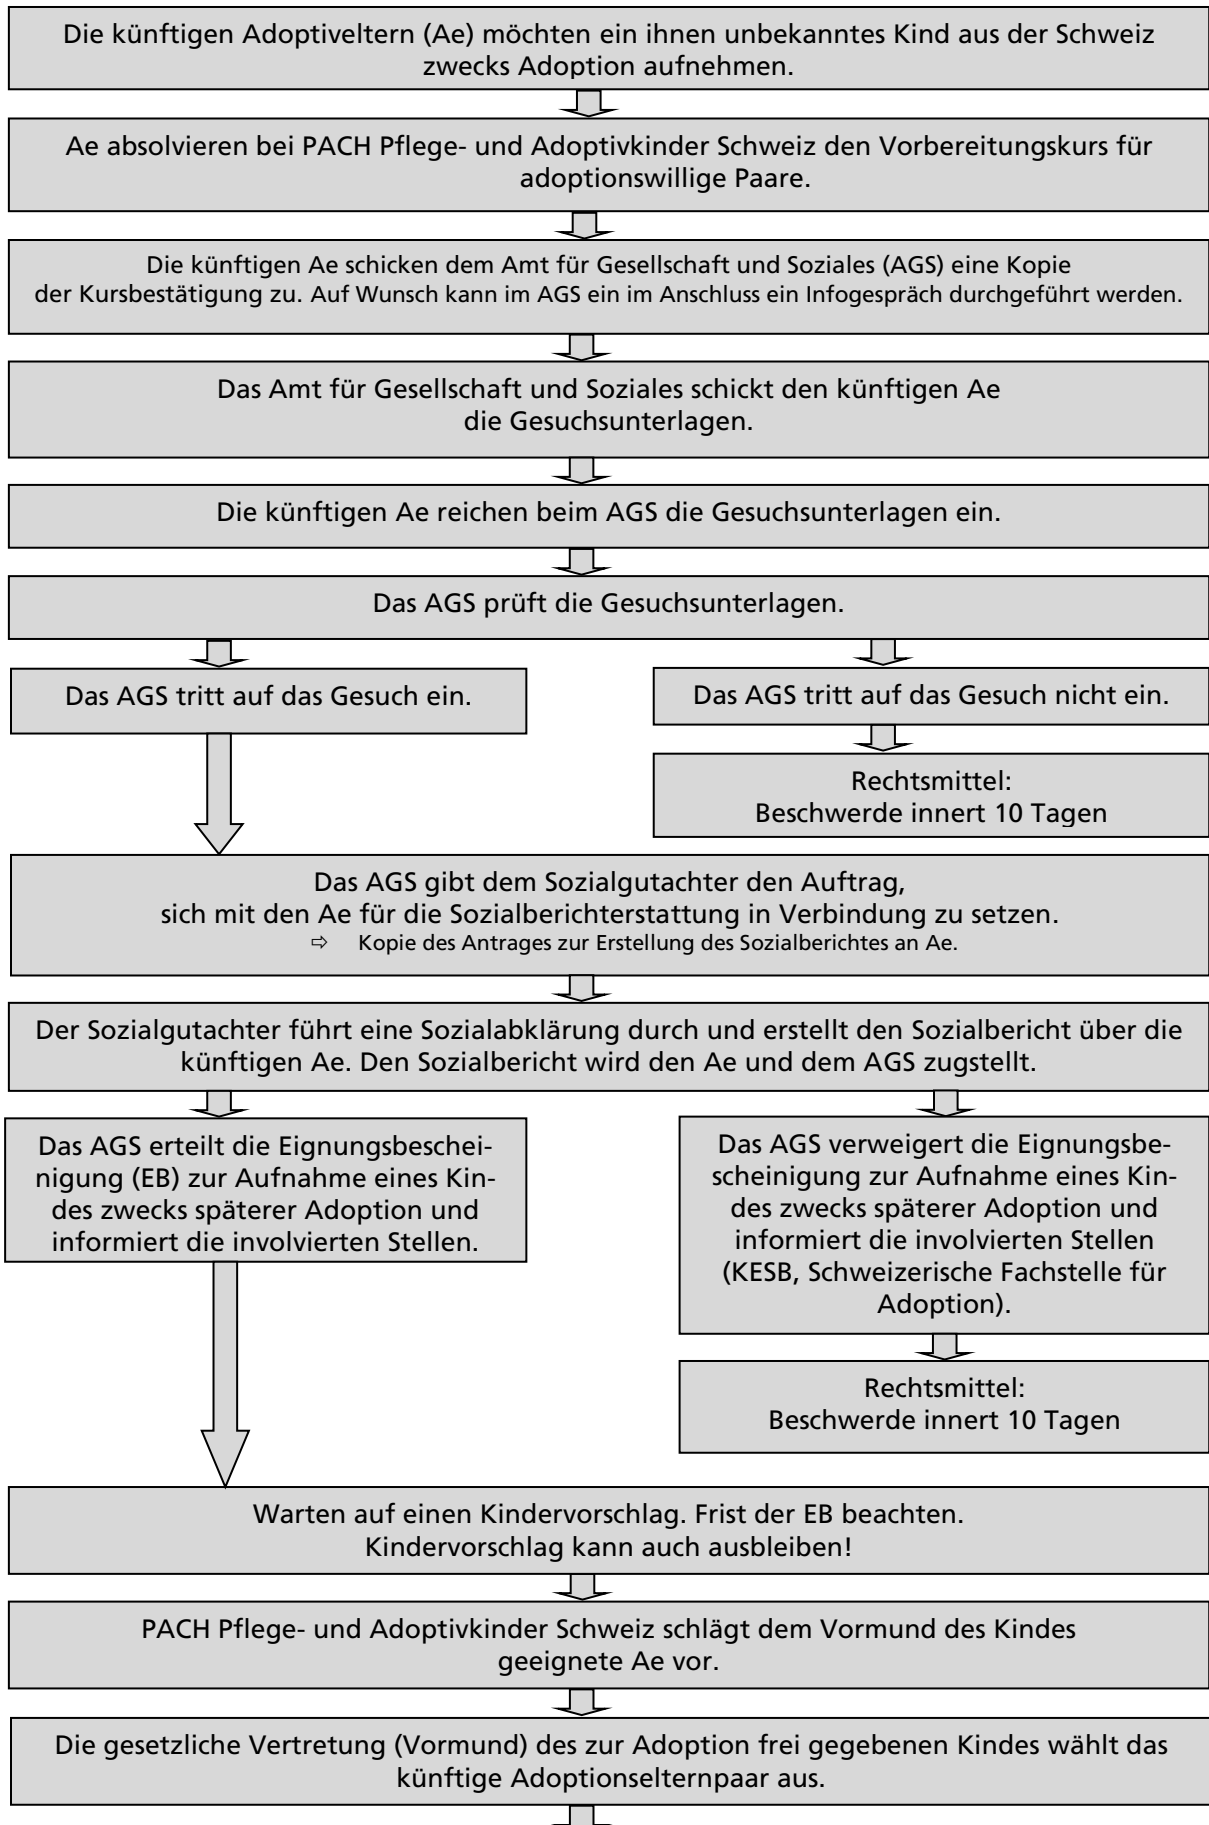 Die künftigen Adoptiveltern (Ae) möchten ein ihnen unbekanntes Kind aus der Schweiz
zwecks Adoption aufnehmen.
Ae absolvieren bei PACH Pflege- und Adoptivkinder Schweiz den Vorbereitungskurs für
adoptionswillige Paare.
Die künftigen Ae schicken dem Amt für Gesellschaft und Soziales (AGS) eine Kopie
der Kursbestätigung zu. Auf Wunsch kann im AGS ein im Anschluss ein Infogespräch durchgeführt werden.
Das Amt für Gesellschaft und Soziales schickt den künftigen Ae
die Gesuchsunterlagen.
Die künftigen Ae reichen beim AGS die Gesuchsunterlagen ein.
Das AGS prüft die Gesuchsunterlagen.
Das AGS tritt auf das Gesuch ein.
Das AGS tritt auf das Gesuch nicht ein.
Rechtsmittel:
Beschwerde innert 10 Tagen
Das AGS gibt dem Sozialgutachter den Auftrag,
sich mit den Ae für die Sozialberichterstattung in Verbindung zu setzen.
⇨ Kopie des Antrages zur Erstellung des Sozialberichtes an Ae.
Der Sozialgutachter führt eine Sozialabklärung durch und erstellt den Sozialbericht über die
künftigen Ae. Den Sozialbericht wird den Ae und dem AGS zugstellt.
Das AGS erteilt die Eignungsbeschei-
nigung (EB) zur Aufnahme eines Kin-
des zwecks späterer Adoption und
informiert die involvierten Stellen.
Das AGS verweigert die Eignungsbe-
scheinigung zur Aufnahme eines Kin-
des zwecks späterer Adoption und
informiert die involvierten Stellen
(KESB, Schweizerische Fachstelle für
Adoption).
Rechtsmittel:
Beschwerde innert 10 Tagen
Warten auf einen Kindervorschlag. Frist der EB beachten.
Kindervorschlag kann auch ausbleiben!
PACH Pflege- und Adoptivkinder Schweiz schlägt dem Vormund des Kindes
geeignete Ae vor.
Die gesetzliche Vertretung (Vormund) des zur Adoption frei gegebenen Kindes wählt das
künftige Adoptionselternpaar aus.